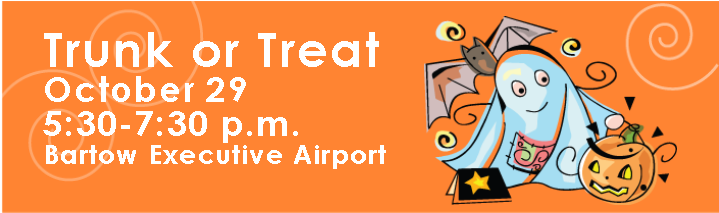 Trunk or Treat
October 29
5:30-7:30 p.m.
Bartow Executive Airport